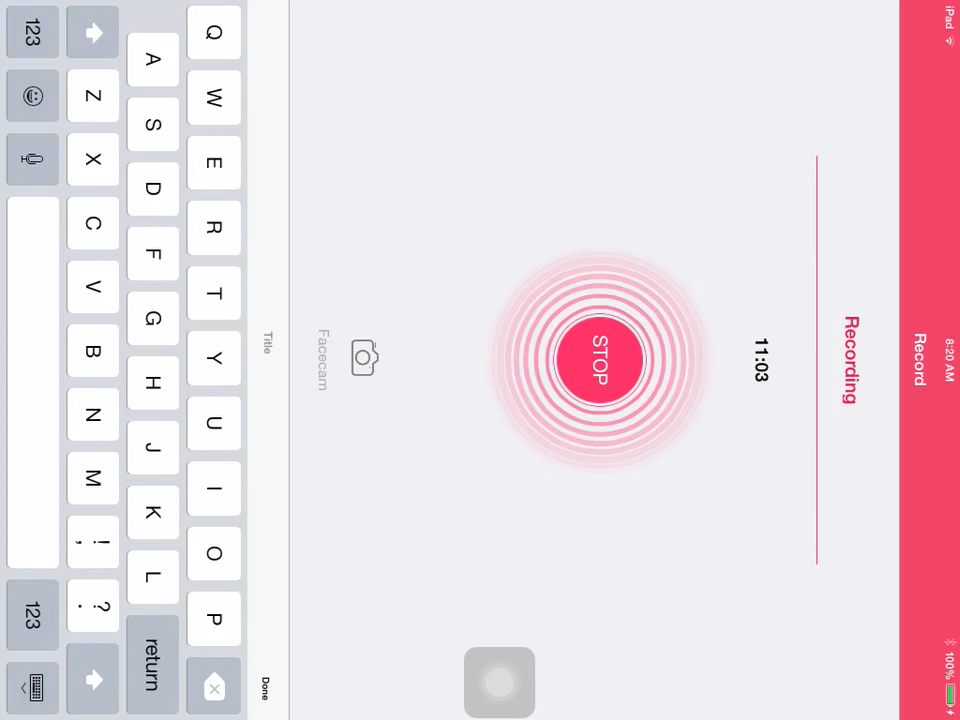 iPad 8:20 AM 100%
Record
Recording
11:03
STOP
Facecam
Title Done
Q W E R T Y U I O P
A S D F G H J K L return
Z X C V B N M ! , ? .
123 123